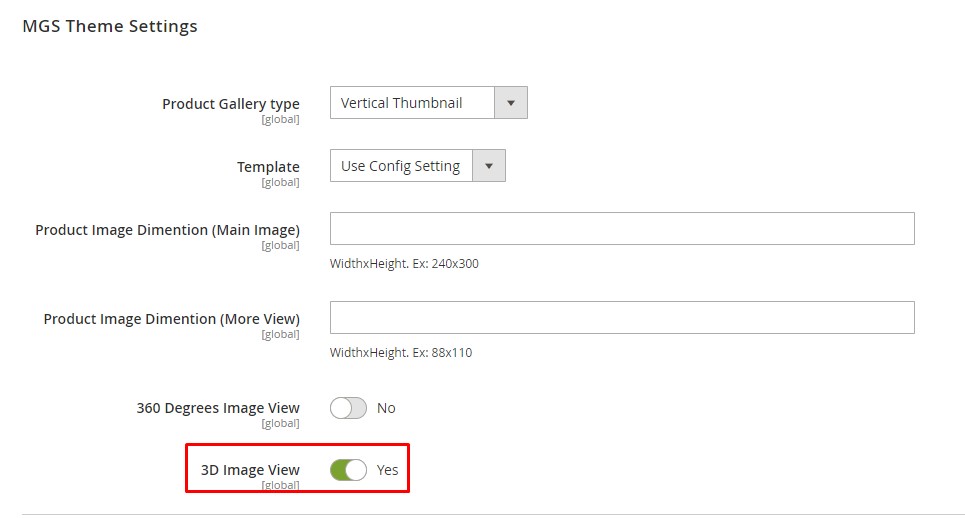 MGS Theme Settings
Product Gallery type
Vertical Thumbnail
[global]
Template
Use Config Setting
[global]
Product Image Dimention (Main Image)
[global]
WidthxHeight. Ex: 240x300
Product Image Dimention (More View)
[global]
WidthxHeight. Ex: 88x110
360 Degrees Image View
No
[global]
3D Image View
Yes
[global]